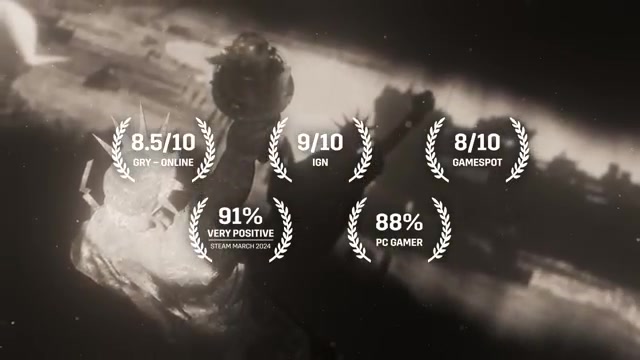 8.5/10
GRY – ONLINE
9/10
IGN
8/10
GAMESPOT
91%
VERY POSITIVE
STEAM MARCH 2024
88%
PC GAMER